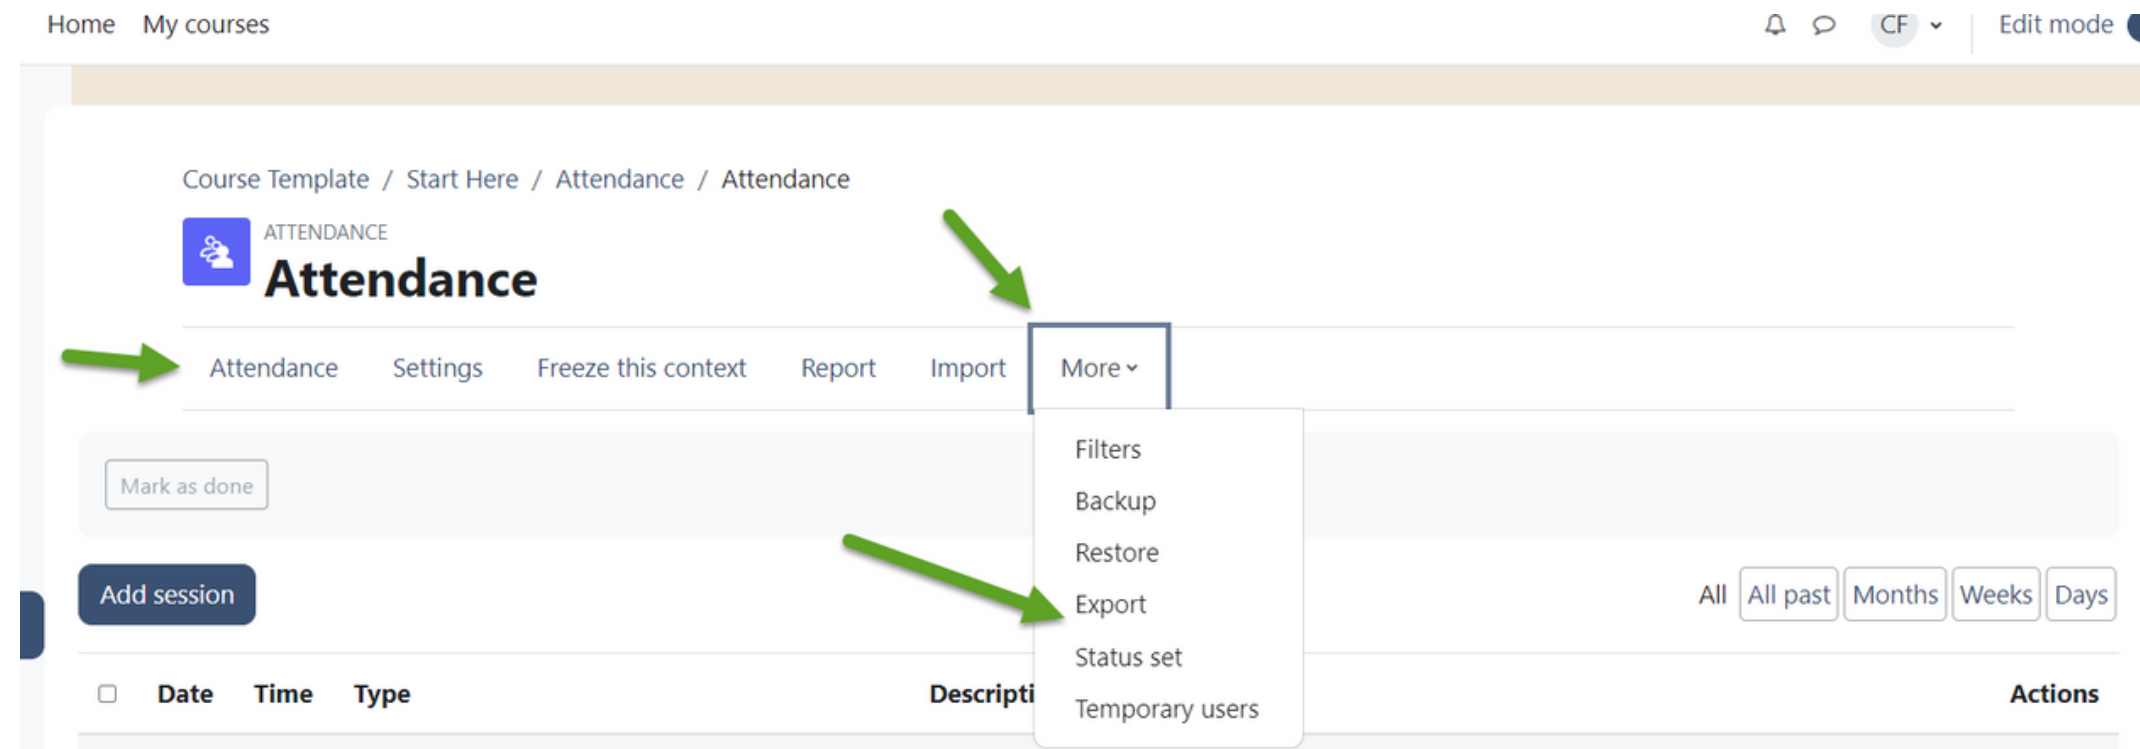 Home My courses CF Edit mode
Course Template / Start Here / Attendance / Attendance
ATTENDANCE
Attendance
Attendance Settings Freeze this context Report Import More
Filters
Mark as done
Backup
Restore
Add session
Export
All All past Months Weeks Days
Status set
Date Time Type Descripti Actions
Temporary users